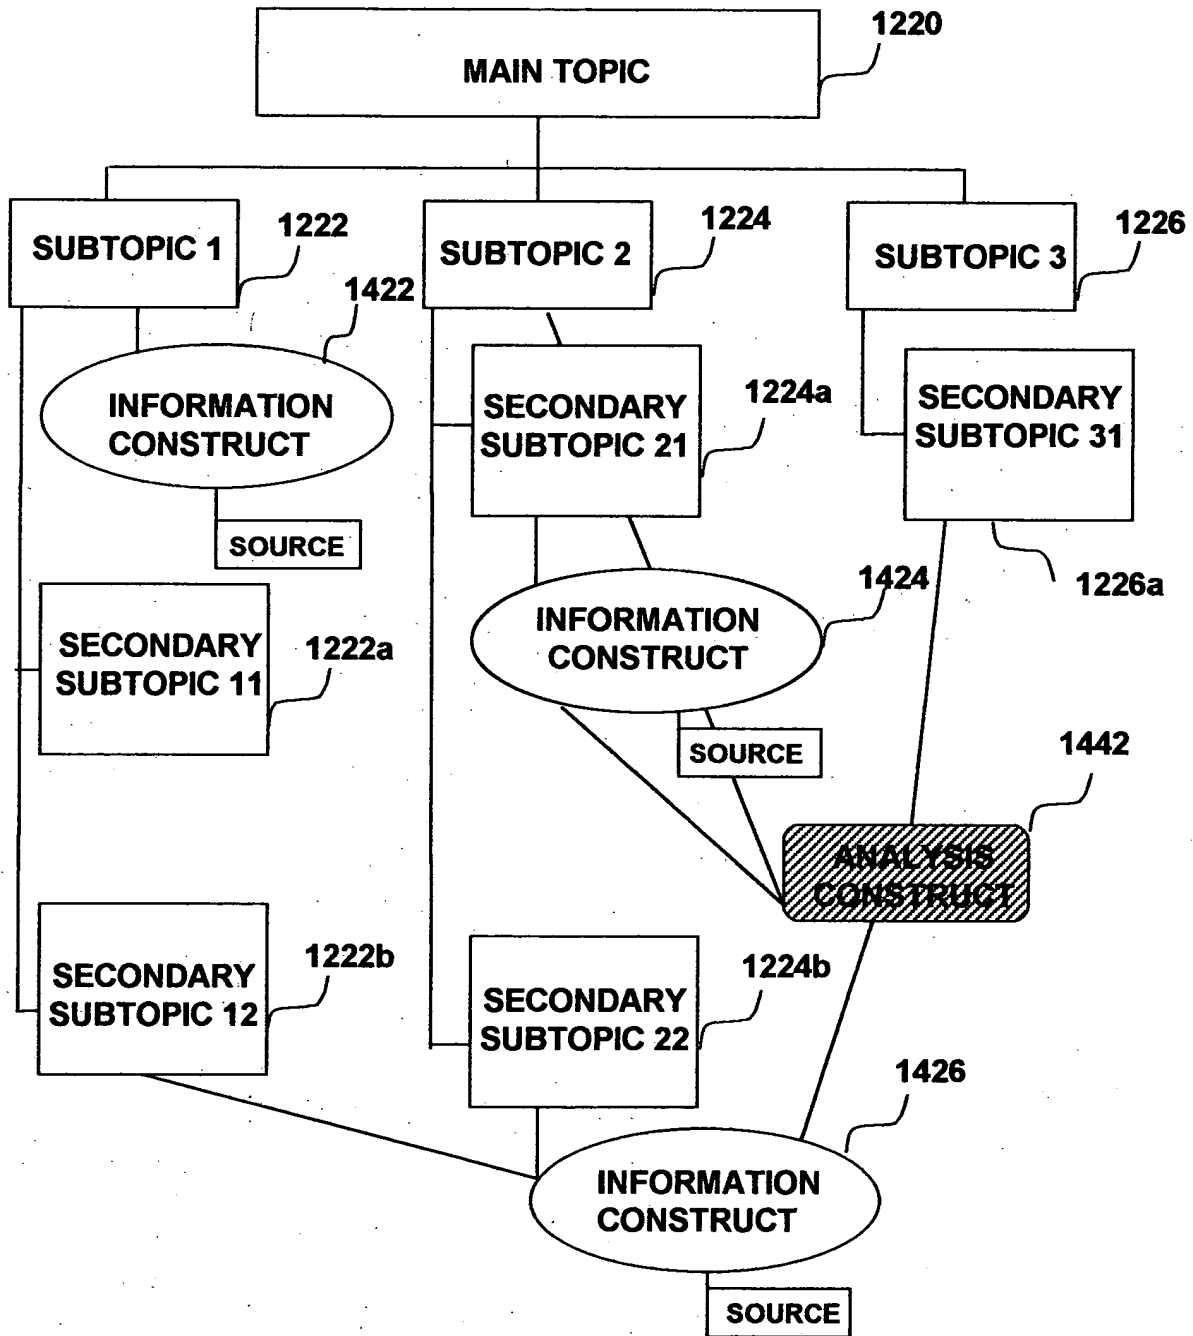 1220
MAIN TOPIC
SUBTOPIC 1
1222
SUBTOPIC 2
1224
SUBTOPIC 3
1226
1422
INFORMATION
CONSTRUCT
SOURCE
SECONDARY
SUBTOPIC 21
1224a
SECONDARY
SUBTOPIC 31
1226a
INFORMATION
CONSTRUCT
1424
SOURCE
SECONDARY
SUBTOPIC 11
1222a
1442
ANALYSIS
CONSTRUCT
SECONDARY
SUBTOPIC 12
1222b
SECONDARY
SUBTOPIC 22
1224b
1426
INFORMATION
CONSTRUCT
SOURCE